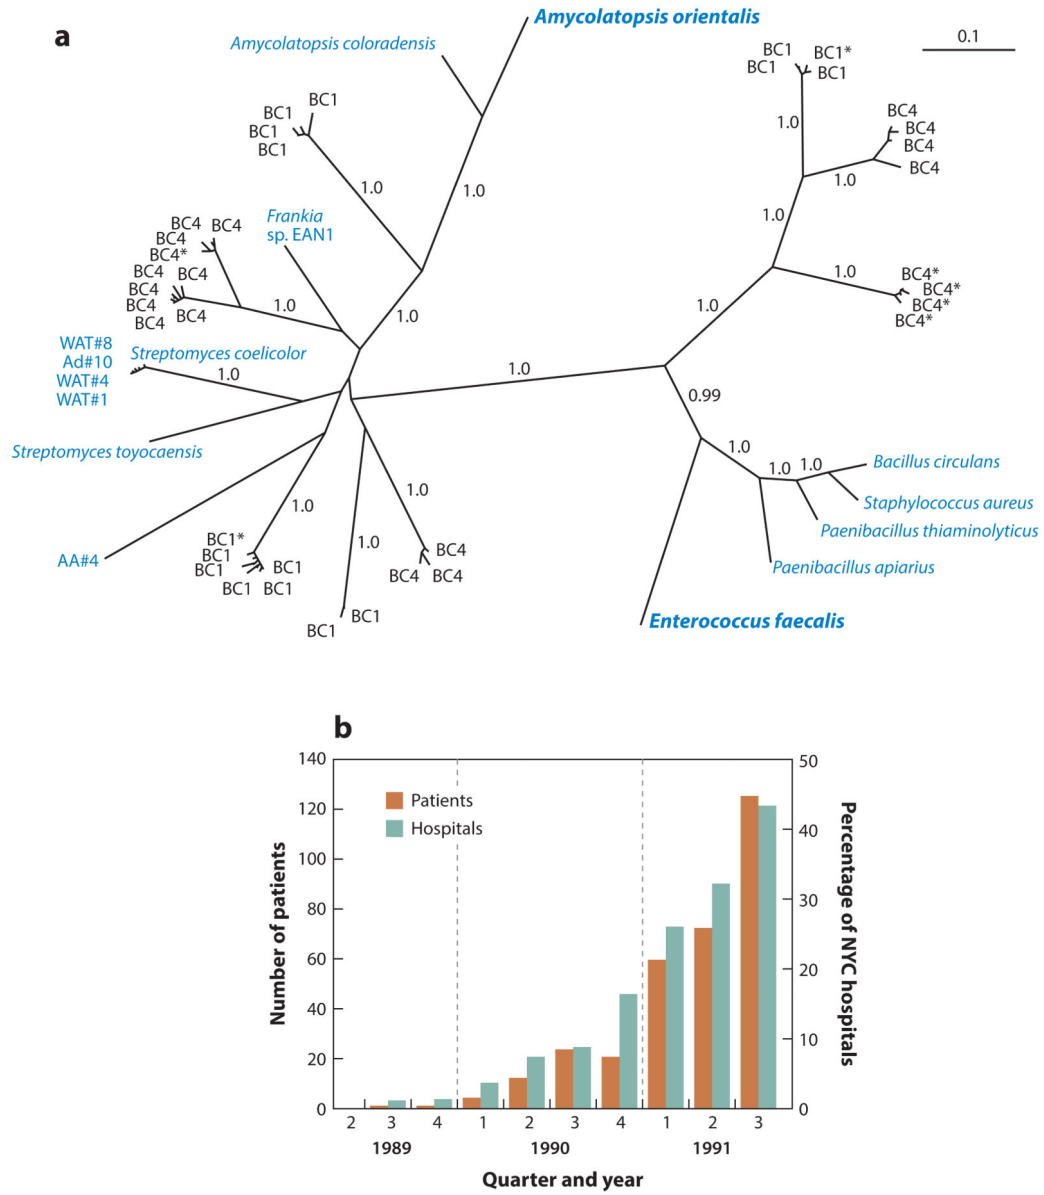 a
Amycolatopsis orientalis
Amycolatopsis coloradensis
0.1
BC1
BC1*
BC1
BC1
1.0
BC4
BC4
BC4
BC4
1.0
1.0
BC1
BC1
BC1
BC1
1.0
1.0
Frankia
sp. EAN1
BC4
BC4
BC4
BC4*
BC4
BC4
BC4
BC4
BC4
BC4
1.0
1.0
1.0
BC4*
BC4*
BC4*
BC4*
1.0
WAT#8
Ad#10
WAT#4
WAT#1
Streptomyces coelicolor
1.0
1.0
0.99
Streptomyces toyocaensis
1.0
1.0
1.0
Bacillus circulans
Staphylococcus aureus
Paenibacillus thiaminolyticus
Paenibacillus apiarius
Enterococcus faecalis
AA#4
1.0
BC1*
BC1
BC1
BC1
BC1
BC1
1.0
BC1
BC1
1.0
BC4
BC4
BC4
b
140
120
100
80
60
40
20
0
Number of patients
Patients
Hospitals
50
40
30
20
10
0
Percentage of NYC hospitals
2 3 4 1 2 3 4 1 2 3
1989 1990 1991
Quarter and year